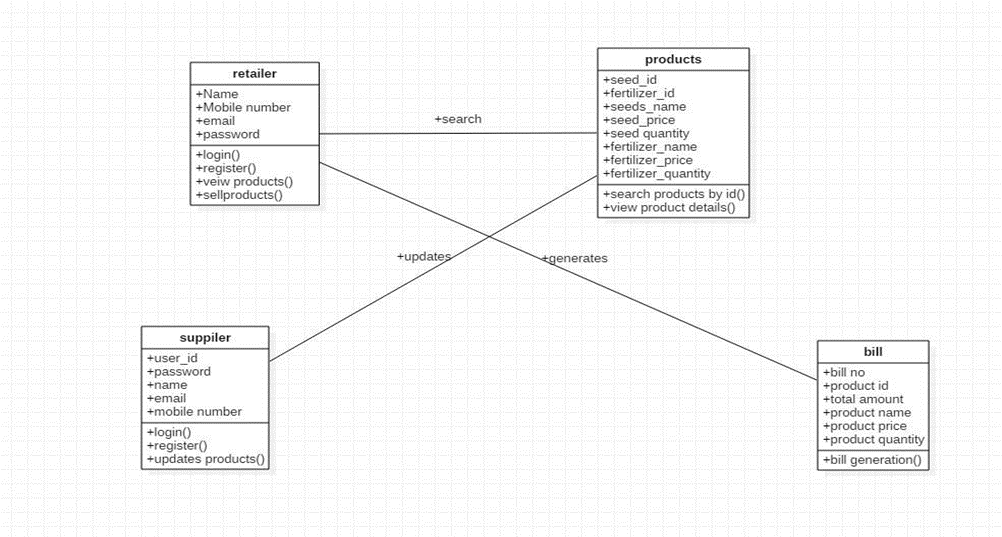 retailer
+Name
+Mobile number
+email
+password
+login()
+register()
+veiw products()
+sellproducts()
+search
products
+seed_id
+fertilizer_id
+seeds_name
+seed_price
+seed quantity
+fertilizer_name
+fertilizer_price
+fertilizer_quantity
+search products by id()
+view product details()
+updates
+generates
suppiler
+user_id
+password
+name
+email
+mobile number
+login()
+register()
+updates products()
bill
+bill no
+product id
+total amount
+product name
+product price
+product quantity
+bill generation()